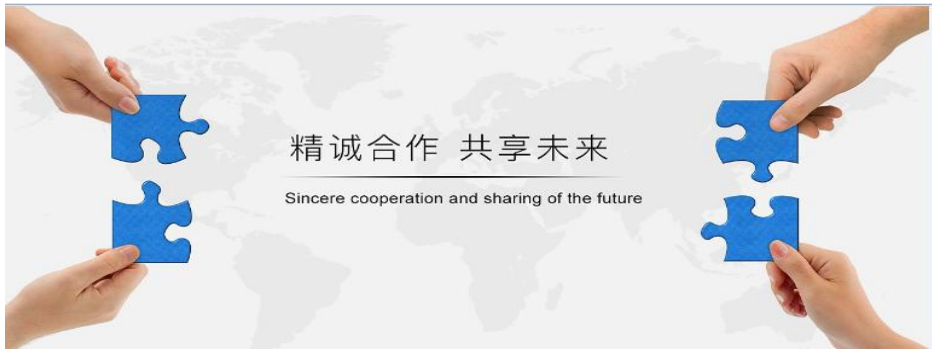 精诚合作 共享未来
Sincere cooperation and sharing of the future